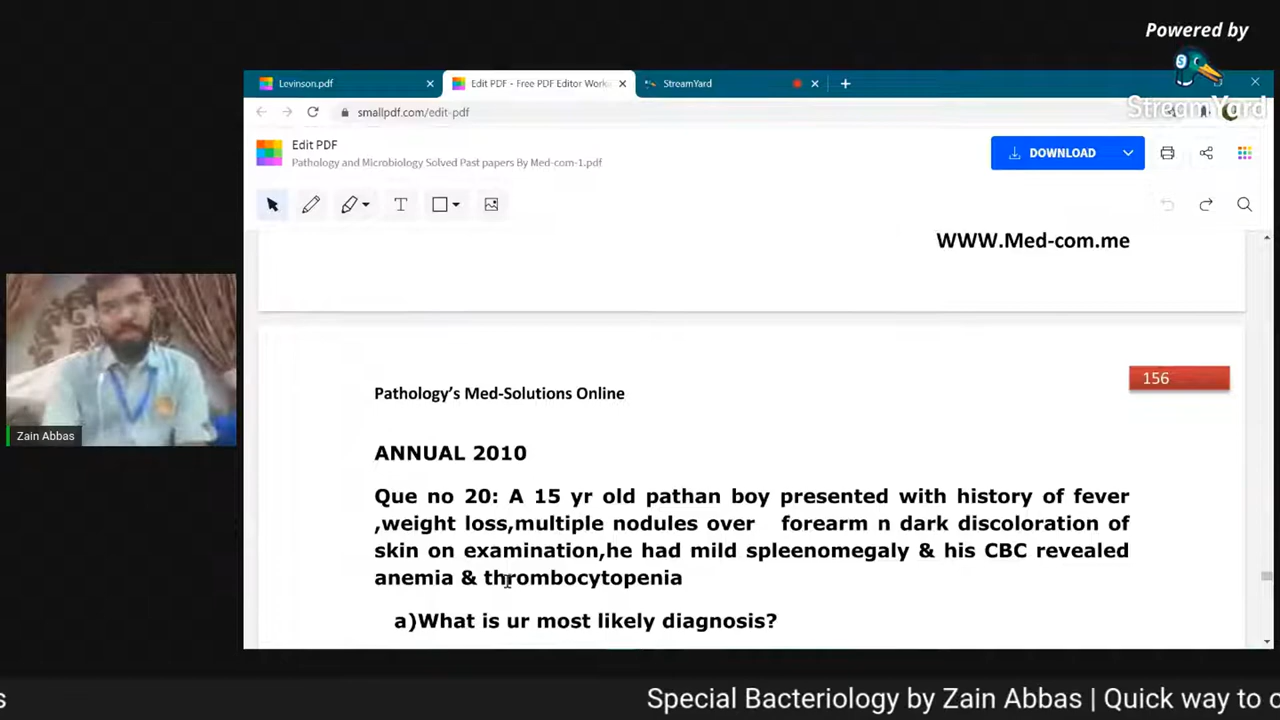 Powered by
StreamYard
Levinson.pdf
Edit PDF - Free PDF Editor Works
StreamYard
smallpdf.com/edit-pdf
Edit PDF
Pathology and Microbiology Solved Past papers By Med-com-1.pdf
DOWNLOAD
WWW.Med-com.me
156
Pathology's Med-Solutions Online
ANNUAL 2010
Que no 20: A 15 yr old pathan boy presented with history of fever
,weight loss,multiple nodules over forearm n dark discoloration of
skin on examination,he had mild spleenomegaly & his CBC revealed
anemia & thrombocytopenia
a)What is ur most likely diagnosis?
Zain Abbas
s
Special Bacteriology by Zain Abbas | Quick way to c